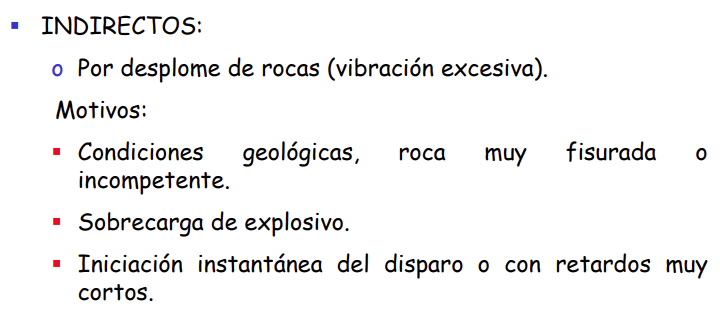 ▪ INDIRECTOS:
o Por desplome de rocas (vibración excesiva).
Motivos:
▪ Condiciones geológicas, roca muy fisurada o
incompetente.
▪ Sobrecarga de explosivo.
▪ Iniciación instantánea del disparo o con retardos muy
cortos.